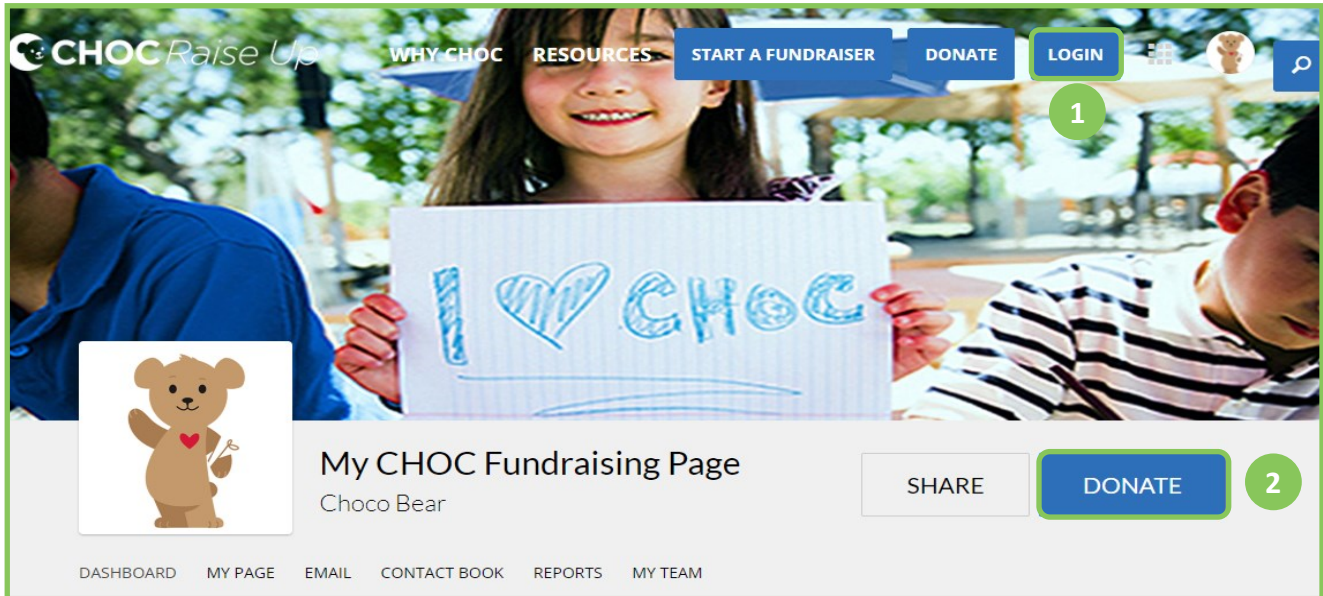 CHOC Raise Up WHY CHOC RESOURCES START A FUNDRAISER DONATE LOGIN
1
I CHOC
My CHOC Fundraising Page
Choco Bear
SHARE DONATE 2
DASHBOARD MY PAGE EMAIL CONTACT BOOK REPORTS MY TEAM